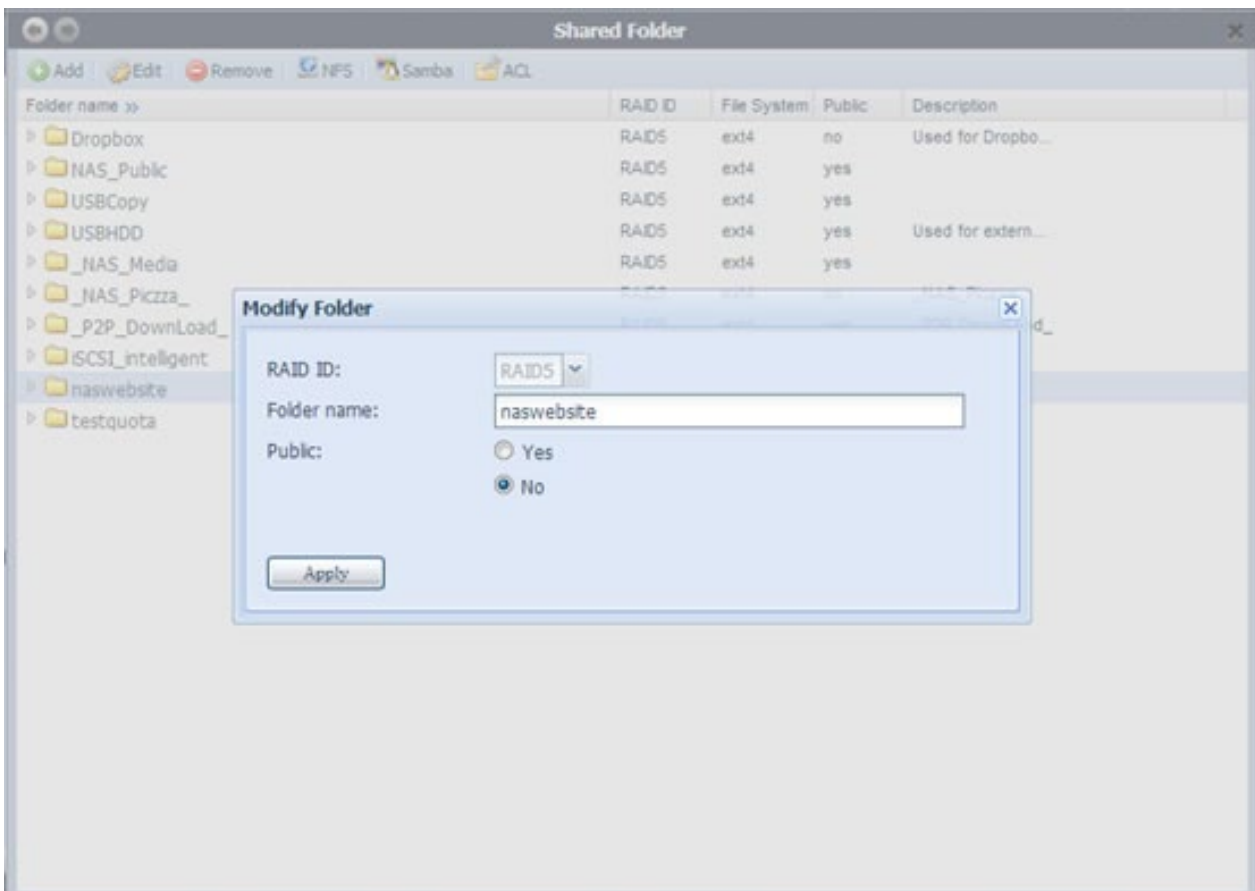 Shared Folder
Add Edit Remove NFS Samba ACL
Folder name » RAID ID File System Public Description
Dropbox RAID5 ext4 no Used for Dropbo...
NAS_Public RAID5 ext4 yes
USBCopy RAID5 ext4 yes
USBHDD RAID5 ext4 yes Used for extern...
_NAS_Media RAID5 ext4 yes
_NAS_Piczza_
_P2P_DownLoad_
iSCSI_intelligent
naswebsite
testquota
Modify Folder
RAID ID: RAID5
Folder name: naswebsite
Public: Yes
No
Apply